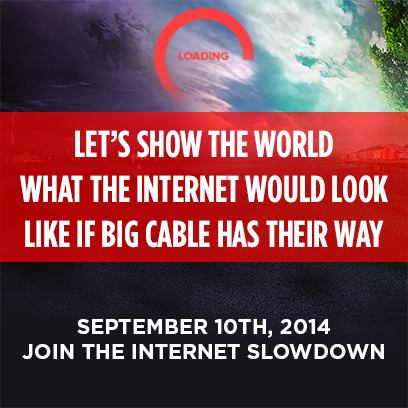 LOADING
LET'S SHOW THE WORLD
WHAT THE INTERNET WOULD LOOK
LIKE IF BIG CABLE HAS THEIR WAY
SEPTEMBER 10TH, 2014
JOIN THE INTERNET SLOWDOWN